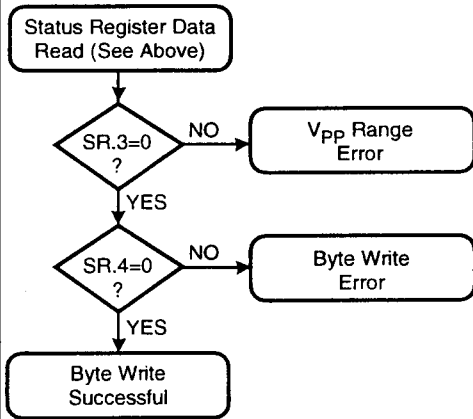 Status Register Data
Read (See Above)
SR.3=0
?
NO
VPP Range
Error
YES
SR.4=0
?
NO
Byte Write
Error
YES
Byte Write
Successful